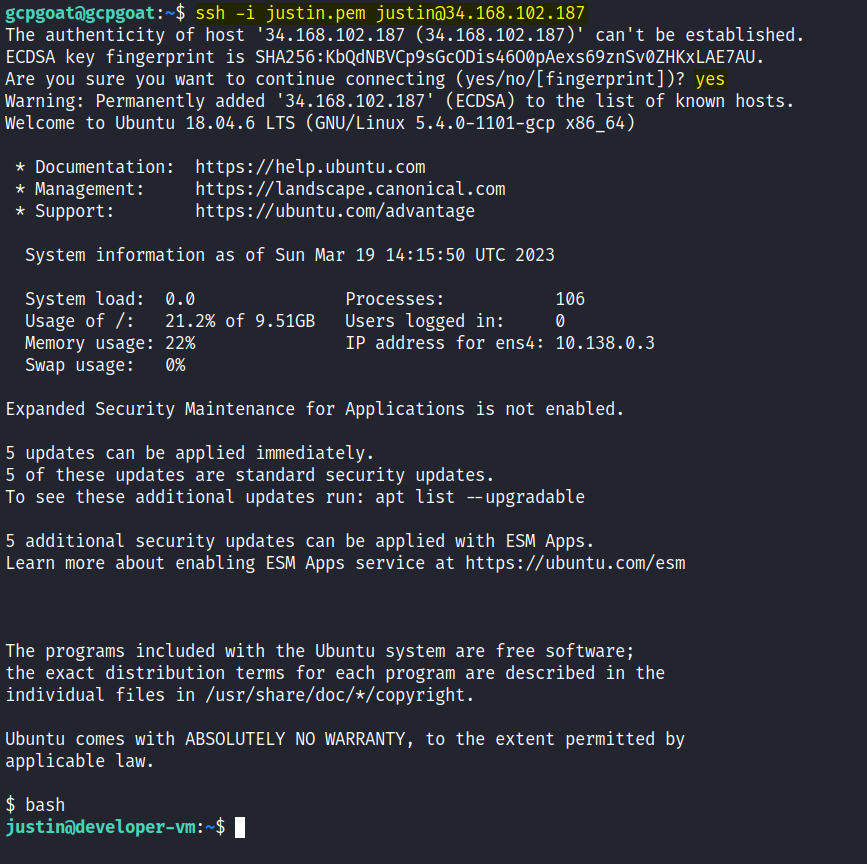 gcpgoat@gcpgoat:~$ ssh -i justin.pem justin@34.168.102.187
The authenticity of host '34.168.102.187 (34.168.102.187)' can't be established.
ECDSA key fingerprint is SHA256:KbQdNBVCp9sGcODis46O0pAexs69znSv0ZHKxLAE7AU.
Are you sure you want to continue connecting (yes/no/[fingerprint])? yes
Warning: Permanently added '34.168.102.187' (ECDSA) to the list of known hosts.
Welcome to Ubuntu 18.04.6 LTS (GNU/Linux 5.4.0-1101-gcp x86_64)

 * Documentation:  https://help.ubuntu.com
 * Management:     https://landscape.canonical.com
 * Support:        https://ubuntu.com/advantage

  System information as of Sun Mar 19 14:15:50 UTC 2023

  System load:  0.0               Processes:           106
  Usage of /:   21.2% of 9.51GB   Users logged in:     0
  Memory usage: 22%               IP address for ens4: 10.138.0.3
  Swap usage:   0%

Expanded Security Maintenance for Applications is not enabled.

5 updates can be applied immediately.
5 of these updates are standard security updates.
To see these additional updates run: apt list --upgradable

5 additional security updates can be applied with ESM Apps.
Learn more about enabling ESM Apps service at https://ubuntu.com/esm

The programs included with the Ubuntu system are free software;
the exact distribution terms for each program are described in the
individual files in /usr/share/doc/*/copyright.

Ubuntu comes with ABSOLUTELY NO WARRANTY, to the extent permitted by
applicable law.

$ bash
justin@developer-vm:~$